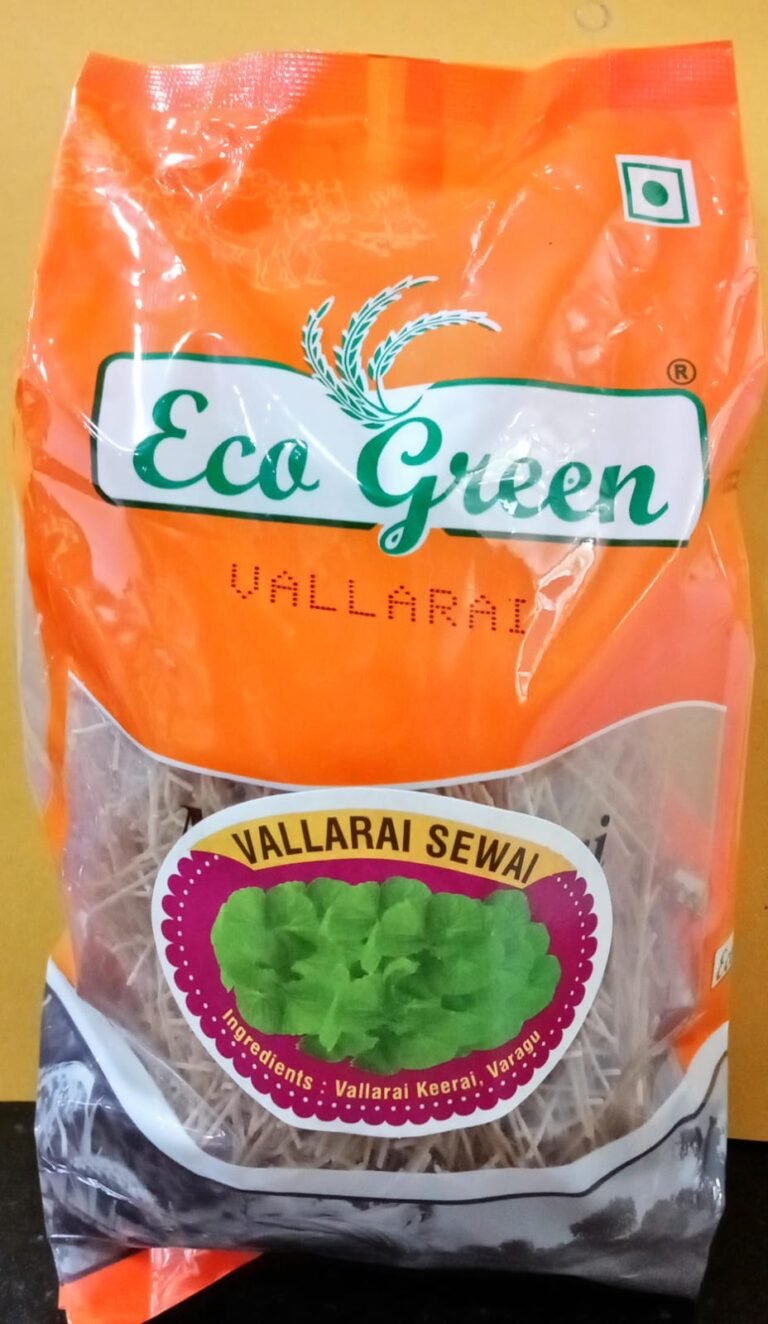 ®
Eco Green
VALLARAI
VALLARAI SEWAI
Ingredients : Vallarai Keerai, Varagu